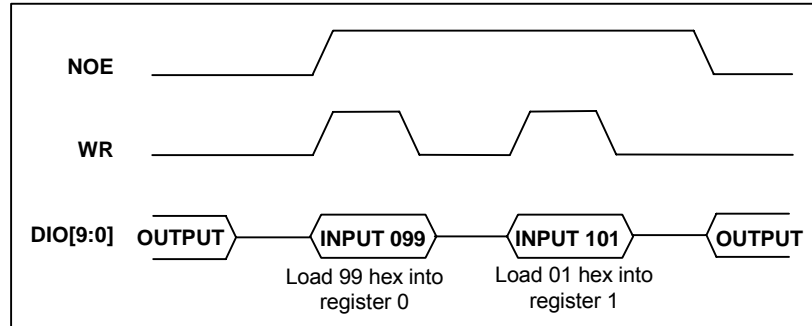 NOE
WR
DIO[9:0] OUTPUT INPUT 099 INPUT 101 OUTPUT
Load 99 hex into
register 0
Load 01 hex into
register 1